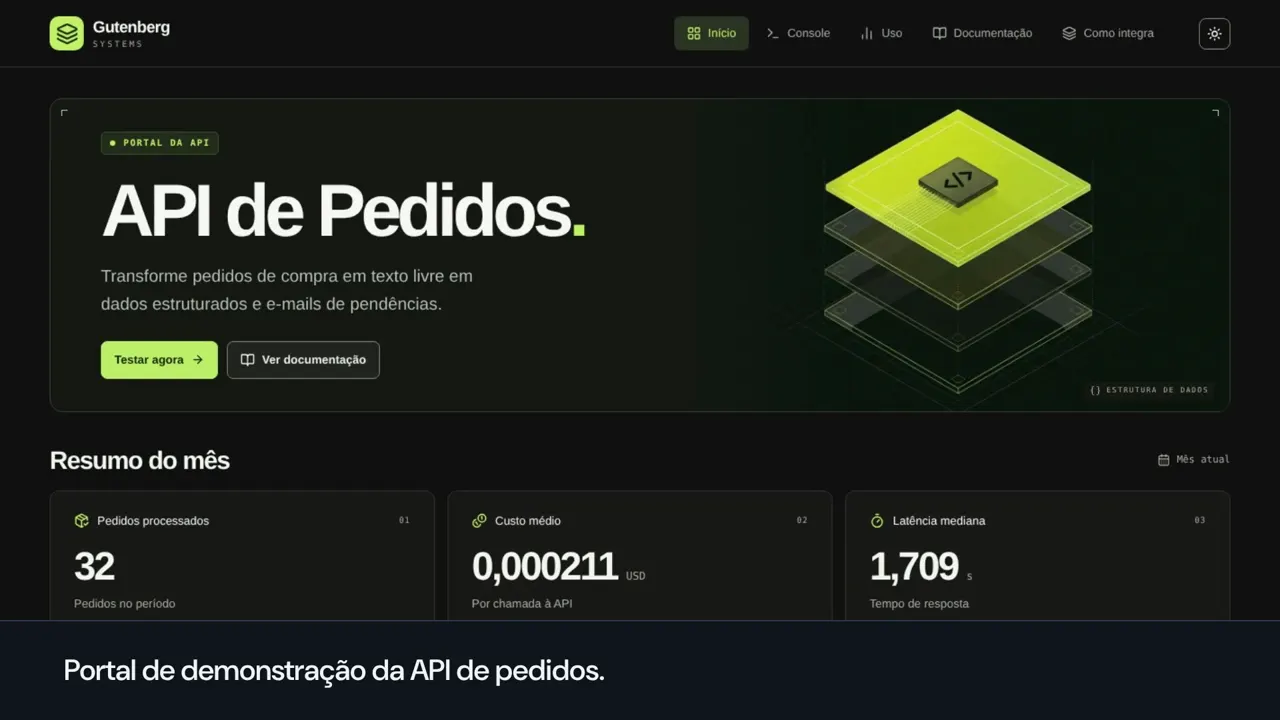 Gutenberg
SYSTEMS
Início
Console
Uso
Documentação
Como integra
PORTAL DA API
API de Pedidos.
Transforme pedidos de compra em texto livre em
dados estruturados e e-mails de pendências.
Testar agora →
Ver documentação
</>
{} ESTRUTURA DE DADOS
Resumo do mês
Mês atual
Pedidos processados
01
32
Pedidos no período
Custo médio
02
0,000211 USD
Por chamada à API
Latência mediana
03
1,709 s
Tempo de resposta
Portal de demonstração da API de pedidos.